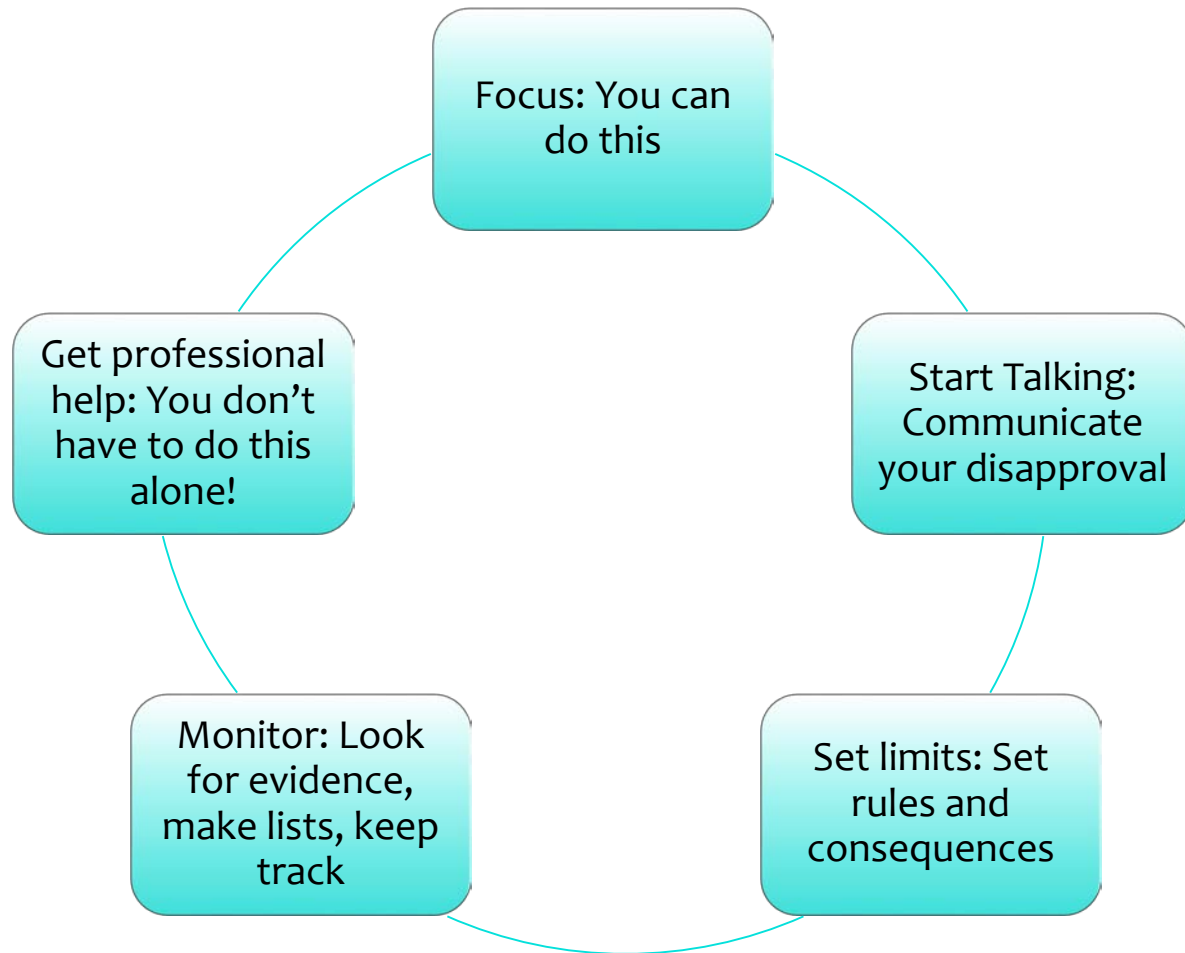 Focus: You can
do this
Start Talking:
Communicate
your disapproval
Set limits: Set
rules and
consequences
Monitor: Look
for evidence,
make lists, keep
track
Get professional
help: You don’t
have to do this
alone!